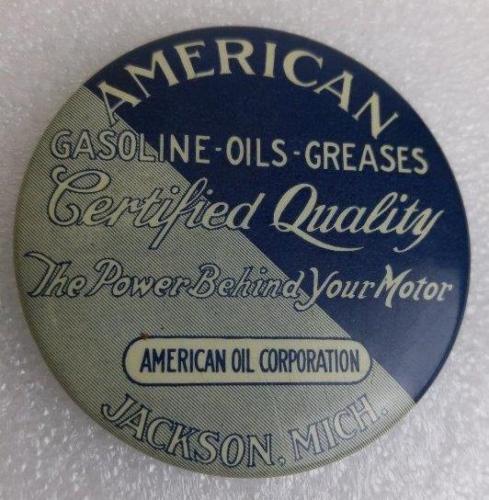 AMERICAN
GASOLINE-OILS-GREASES
Certified Quality
The Power Behind Your Motor
AMERICAN OIL CORPORATION
JACKSON, MICH.